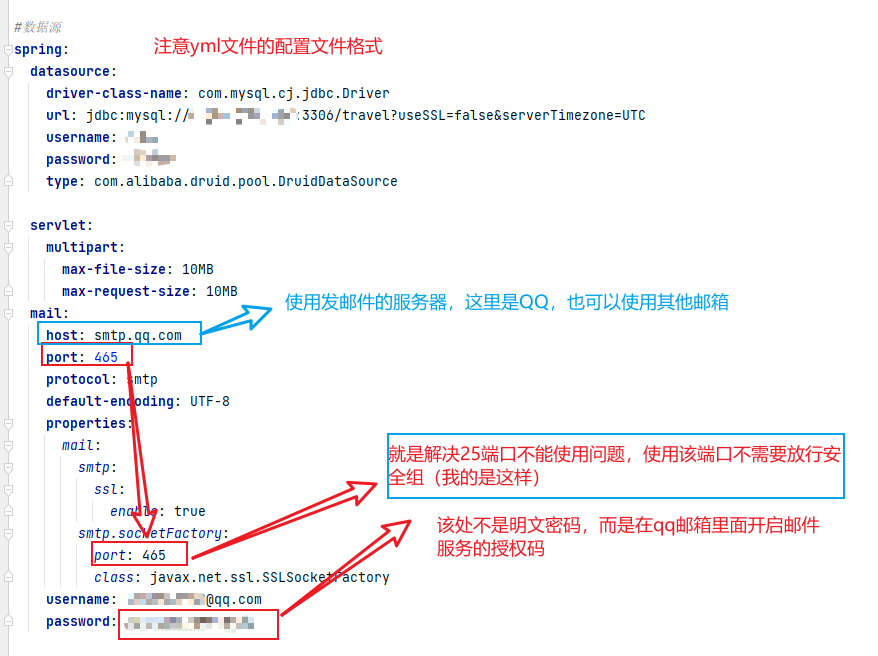 #数据源
spring:
注意yml文件的配置文件格式
datasource:
driver-class-name: com.mysql.cj.jdbc.Driver
url: jdbc:mysql:// :3306/travel?useSSL=false&serverTimezone=UTC
username:
password:
type: com.alibaba.druid.pool.DruidDataSource
servlet:
multipart:
max-file-size: 10MB
max-request-size: 10MB
使用发邮件的服务器，这里是QQ，也可以使用其他邮箱
mail:
host: smtp.qq.com
port: 465
protocol: smtp
default-encoding: UTF-8
properties:
mail:
smtp:
ssl:
enable: true
就是解决25端口不能使用问题，使用该端口不需要放行安
全组（我的是这样）
smtp.socketFactory:
port: 465
class: javax.net.ssl.SSLSocketFactory
该处不是明文密码，而是在qq邮箱里面开启邮件
服务的授权码
username: @qq.com
password: